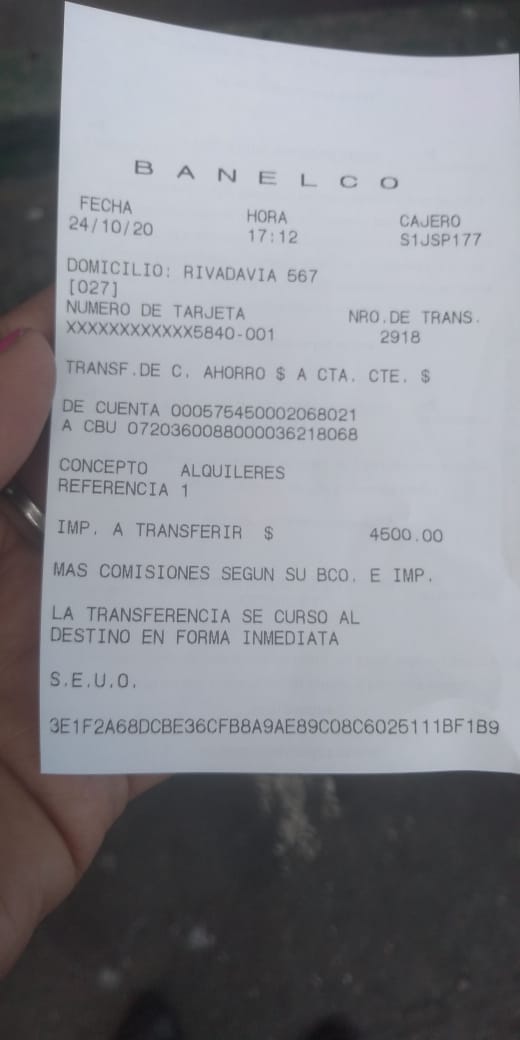 B A N E L C O
FECHA HORA CAJERO
24/10/20 17:12 S1JSP177
DOMICILIO: RIVADAVIA 567
[027]
NUMERO DE TARJETA NRO.DE TRANS.
XXXXXXXXXXXX5840-001 2918
TRANSF.DE C. AHORRO $ A CTA. CTE. $
DE CUENTA 000575450002068021
A CBU 0720360088000036218068
CONCEPTO ALQUILERES
REFERENCIA 1
IMP. A TRANSFERIR $ 4500.00
MAS COMISIONES SEGUN SU BCO. E IMP.
LA TRANSFERENCIA SE CURSO AL
DESTINO EN FORMA INMEDIATA
S.E.U.O.
3E1F2A68DCBE36CFB8A9AE89C08C6025111BF1B9